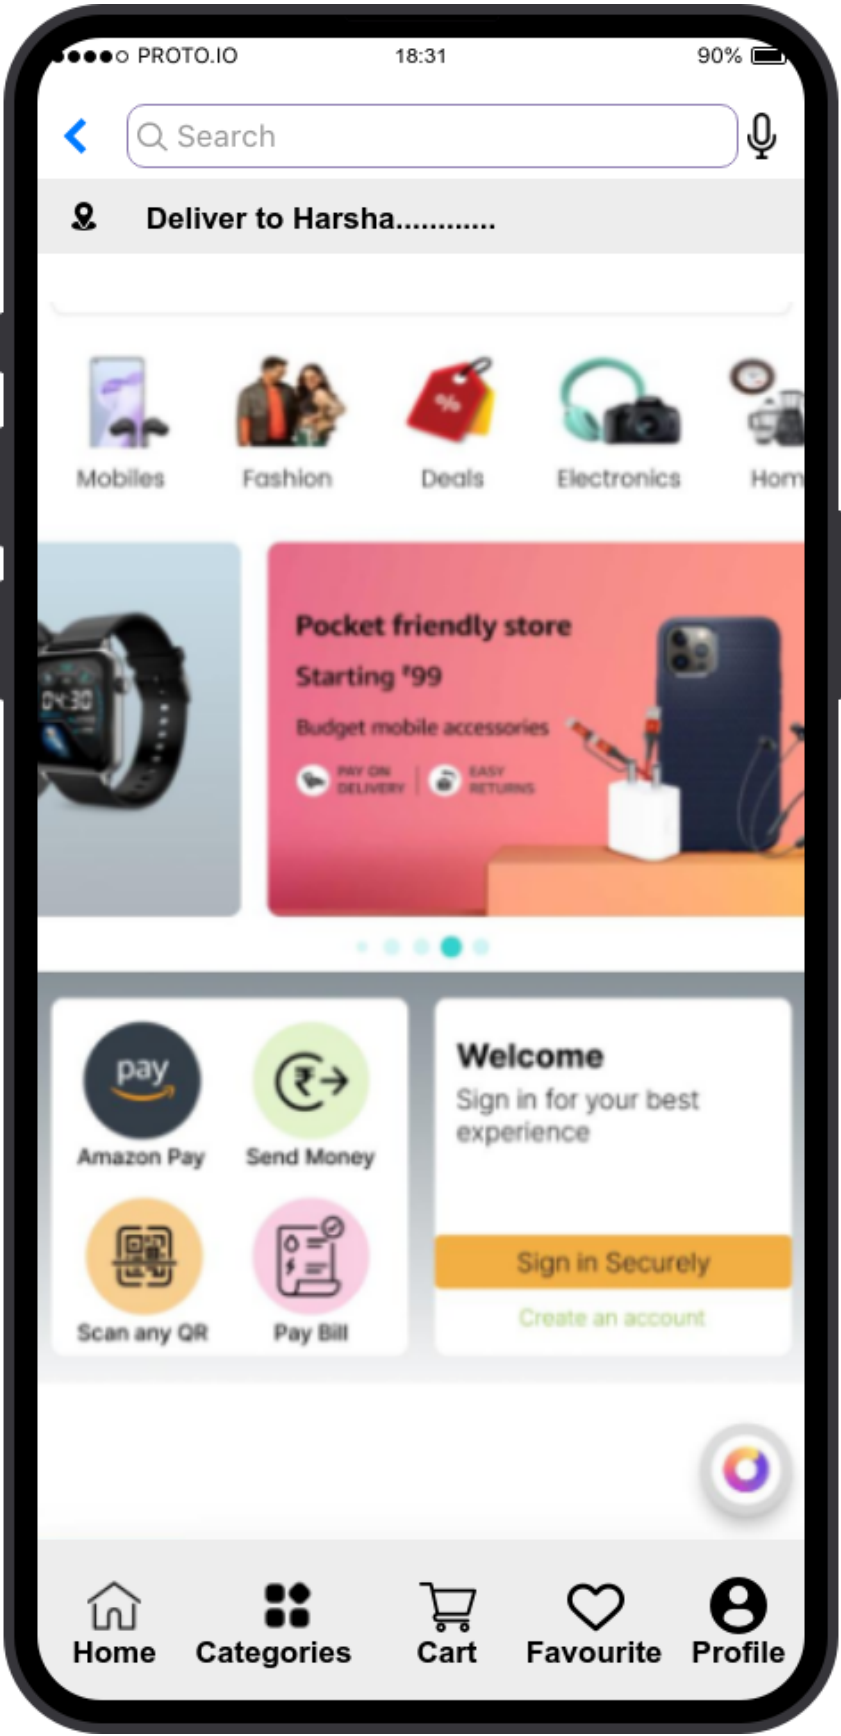 PROTO.IO 18:31 90%
Search
Deliver to Harsha............
Mobiles Fashion Deals Electronics Hom
04:30
Pocket friendly store
Starting ₹99
Budget mobile accessories
PAY ON DELIVERY
EASY RETURNS
pay
Amazon Pay Send Money
Scan any QR Pay Bill
Welcome
Sign in for your best
experience
Sign in Securely
Create an account
Home Categories Cart Favourite Profile